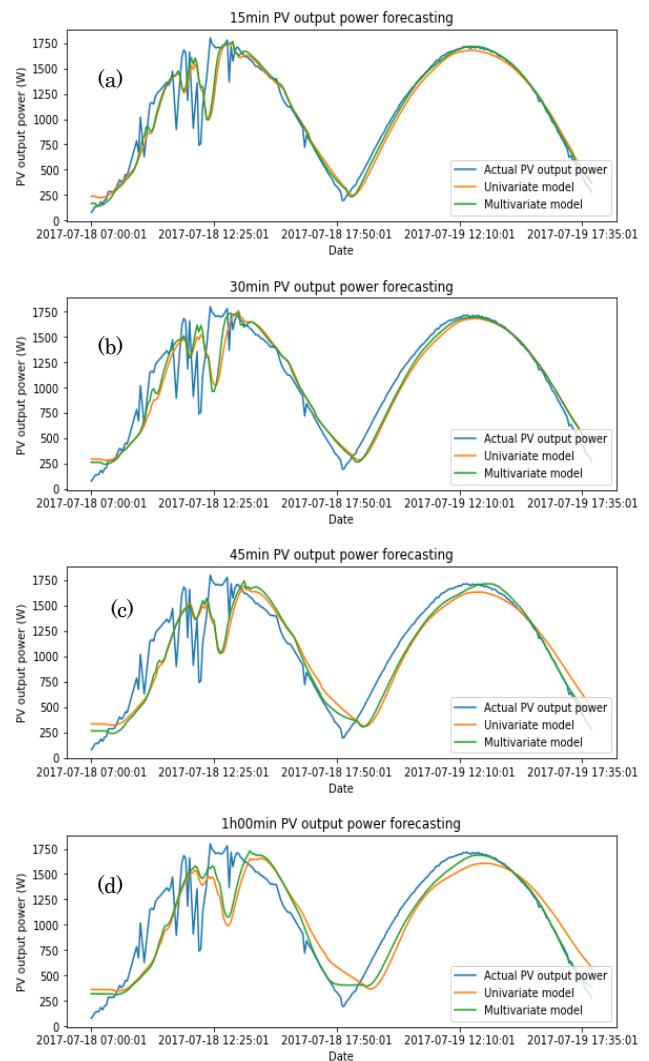 15min PV output power forecasting
(a)
PV output power (W)
1750
1500
1250
1000
750
500
250
0
Actual PV output power
Univariate model
Multivariate model
2017-07-18 07:00:01 2017-07-18 12:25:01 2017-07-18 17:50:01 2017-07-19 12:10:01 2017-07-19 17:35:01
Date
30min PV output power forecasting
(b)
PV output power (W)
1750
1500
1250
1000
750
500
250
0
Actual PV output power
Univariate model
Multivariate model
2017-07-18 07:00:01 2017-07-18 12:25:01 2017-07-18 17:50:01 2017-07-19 12:10:01 2017-07-19 17:35:01
Date
45min PV output power forecasting
(c)
PV output power (W)
1750
1500
1250
1000
750
500
250
0
Actual PV output power
Univariate model
Multivariate model
2017-07-18 07:00:01 2017-07-18 12:25:01 2017-07-18 17:50:01 2017-07-19 12:10:01 2017-07-19 17:35:01
Date
1h00min PV output power forecasting
(d)
PV output power (W)
1750
1500
1250
1000
750
500
250
0
Actual PV output power
Univariate model
Multivariate model
2017-07-18 07:00:01 2017-07-18 12:25:01 2017-07-18 17:50:01 2017-07-19 12:10:01 2017-07-19 17:35:01
Date